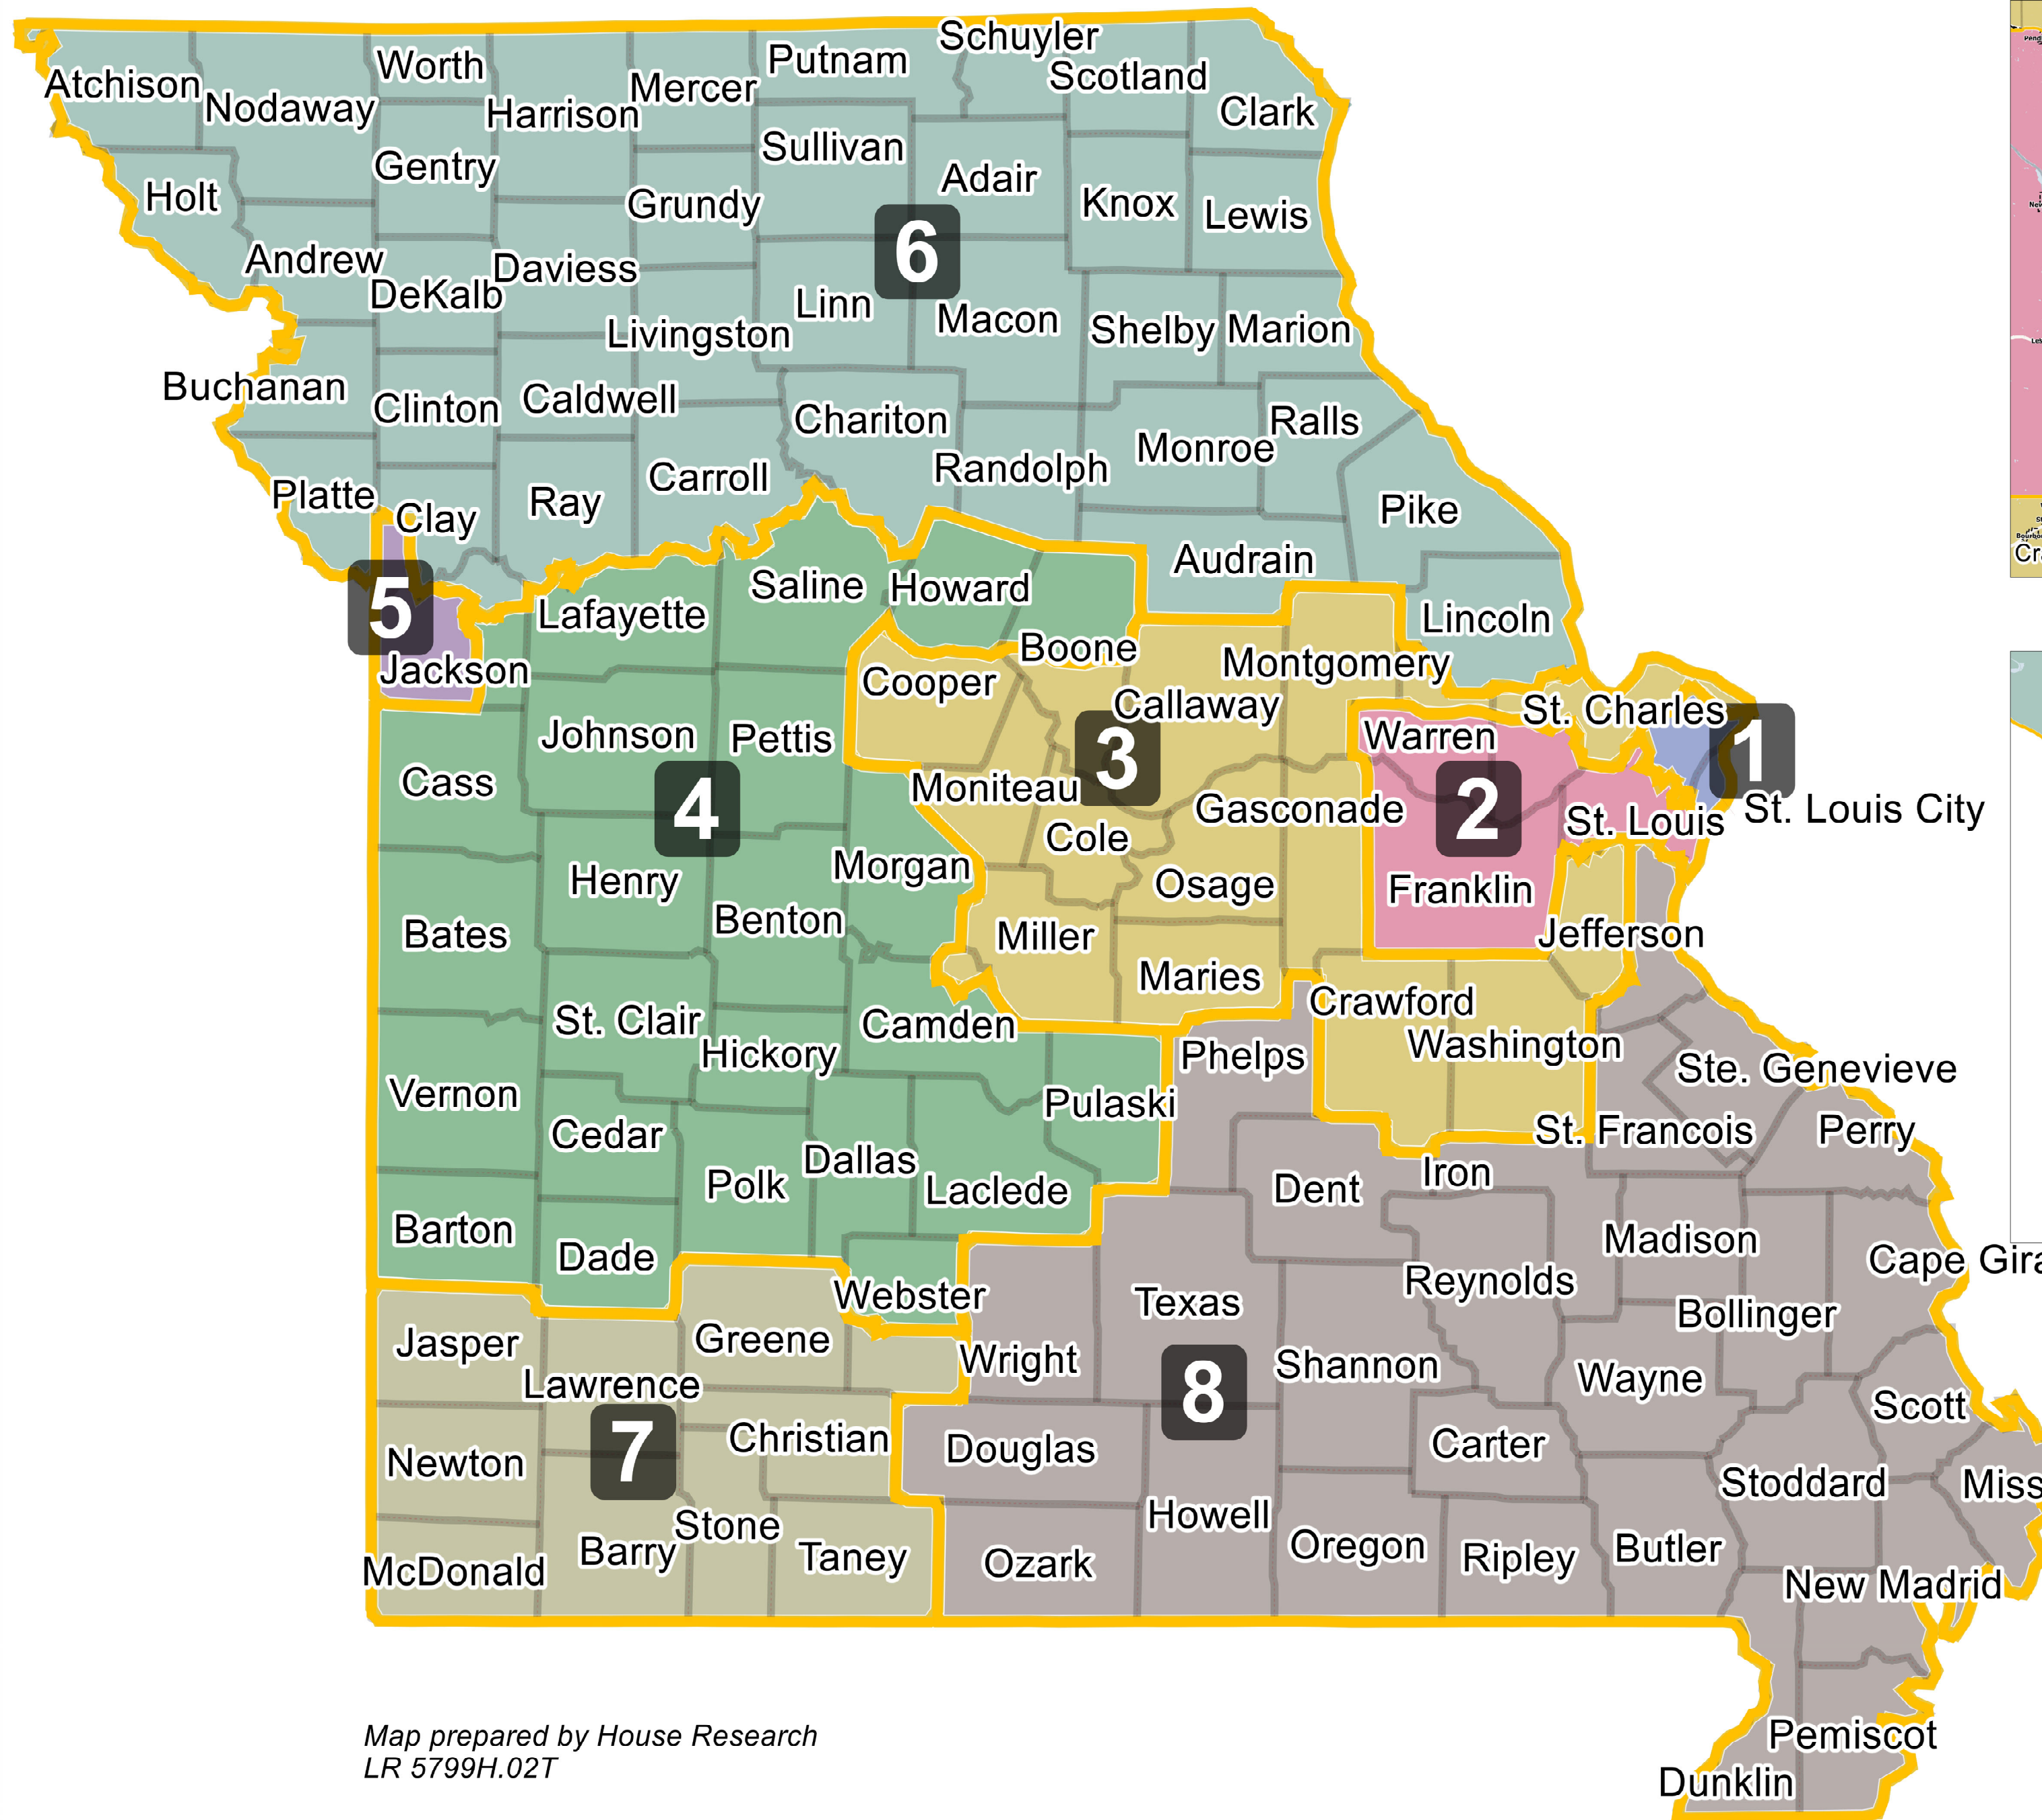 Schuyler
Putnam
Worth
Scotland
Atchison
Mercer
Nodaway
Harrison
Clark
Sullivan
Gentry
Adair
Holt
Grundy
Knox
Lewis
6
Andrew
Daviess
DeKalb
Linn
Macon
Livingston
Shelby
Marion
Buchanan
Clinton
Caldwell
Chariton
Ralls
Monroe
Randolph
Carroll
Platte
Ray
Pike
Clay
Audrain
Saline
Howard
5
Lafayette
Lincoln
Boone
Jackson
Montgomery
Cooper
Callaway
St. Charles
Johnson
Pettis
Warren
3
1
Cass
Moniteau
4
Gasconade
2
St. Louis City
St. Louis
Cole
Morgan
Henry
Osage
Franklin
Benton
Bates
Miller
Jefferson
Maries
Crawford
St. Clair
Camden
Washington
Hickory
Phelps
Ste. Genevieve
Vernon
Pulaski
Cedar
St. Francois
Perry
Dallas
Iron
Polk
Laclede
Dent
Barton
Madison
Dade
Cape Gira
Reynolds
Webster
Texas
Bollinger
Jasper
Greene
Wright
Shannon
Lawrence
Wayne
8
Scott
Christian
Carter
Newton
7
Douglas
Stoddard
Miss
Howell
Stone
Oregon
Butler
Barry
Taney
Ozark
Ripley
McDonald
New Madrid
Map prepared by House Research
LR 5799H.02T
Pemiscot
Dunklin